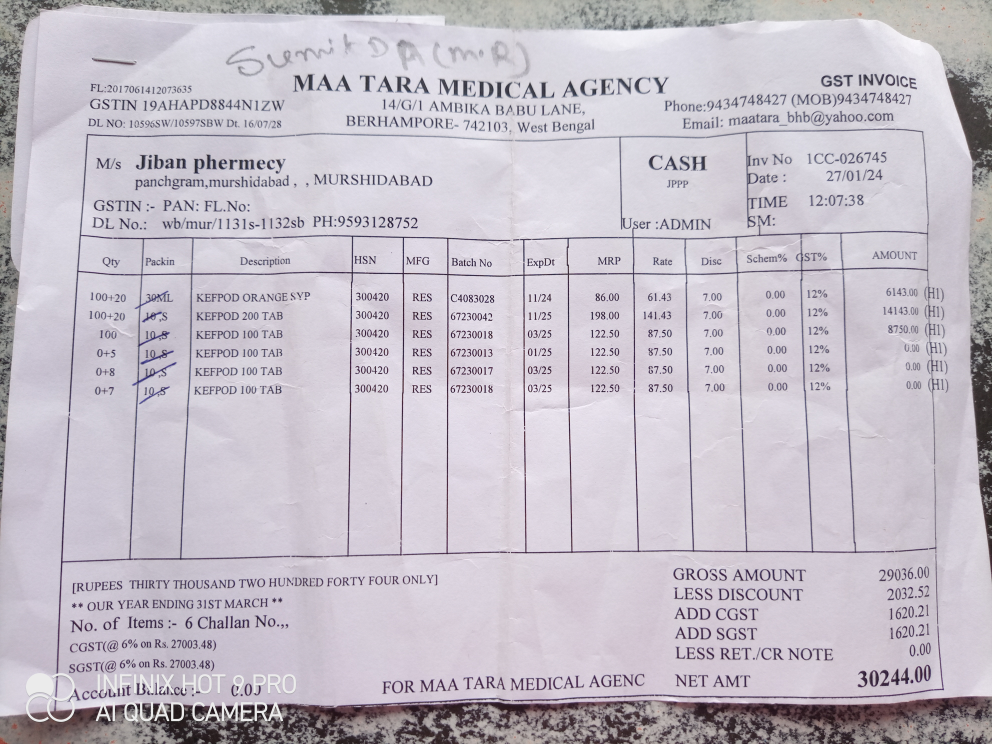 Sumit DA (M.R)
MAA TARA MEDICAL AGENCY
GST INVOICE
FL:2017061412073635
GSTIN 19AHAPD8844N1ZW
DL NO: 10596SW/10597SBW Dt. 16/07/28
14/G/1 AMBIKA BABU LANE,
BERHAMPORE- 742103, West Bengal
Phone:9434748427 (MOB)9434748427
Email: maatara_bhb@yahoo.com
M/s Jiban phermecy
panchgram,murshidabad , , MURSHIDABAD
GSTIN :- PAN: FL.No:
DL No.: wb/mur/1131s-1132sb PH:9593128752
CASH
JPPP
User :ADMIN
Inv No 1CC-026745
Date : 27/01/24
TIME 12:07:38
SM:
Qty Packin Description HSN MFG Batch No ExpDt MRP Rate Disc Schem% GST% AMOUNT
100+20 30ML KEFPOD ORANGE SYP 300420 RES C4083028 11/24 86.00 61.43 7.00 0.00 12% 6143.00 (H1)
100+20 10,S KEFPOD 200 TAB 300420 RES 67230042 11/25 198.00 141.43 7.00 0.00 12% 14143.00 (H1)
100 10,S KEFPOD 100 TAB 300420 RES 67230018 03/25 122.50 87.50 7.00 0.00 12% 8750.00 (H1)
0+5 10,S KEFPOD 100 TAB 300420 RES 67230013 01/25 122.50 87.50 7.00 0.00 12% 0.00 (H1)
0+8 10,S KEFPOD 100 TAB 300420 RES 67230017 03/25 122.50 87.50 7.00 0.00 12% 0.00 (H1)
0+7 10,S KEFPOD 100 TAB 300420 RES 67230018 03/25 122.50 87.50 7.00 0.00 12% 0.00 (H1)
[RUPEES THIRTY THOUSAND TWO HUNDRED FORTY FOUR ONLY]
** OUR YEAR ENDING 31ST MARCH **
No. of Items :- 6 Challan No.,,
CGST(@ 6% on Rs. 27003.48)
SGST(@ 6% on Rs. 27003.48)
Account Balance :- 0.00
FOR MAA TARA MEDICAL AGENC
GROSS AMOUNT 29036.00
LESS DISCOUNT 2032.52
ADD CGST 1620.21
ADD SGST 1620.21
LESS RET./CR NOTE 0.00
NET AMT 30244.00
INFINIX HOT 9 PRO
AI QUAD CAMERA